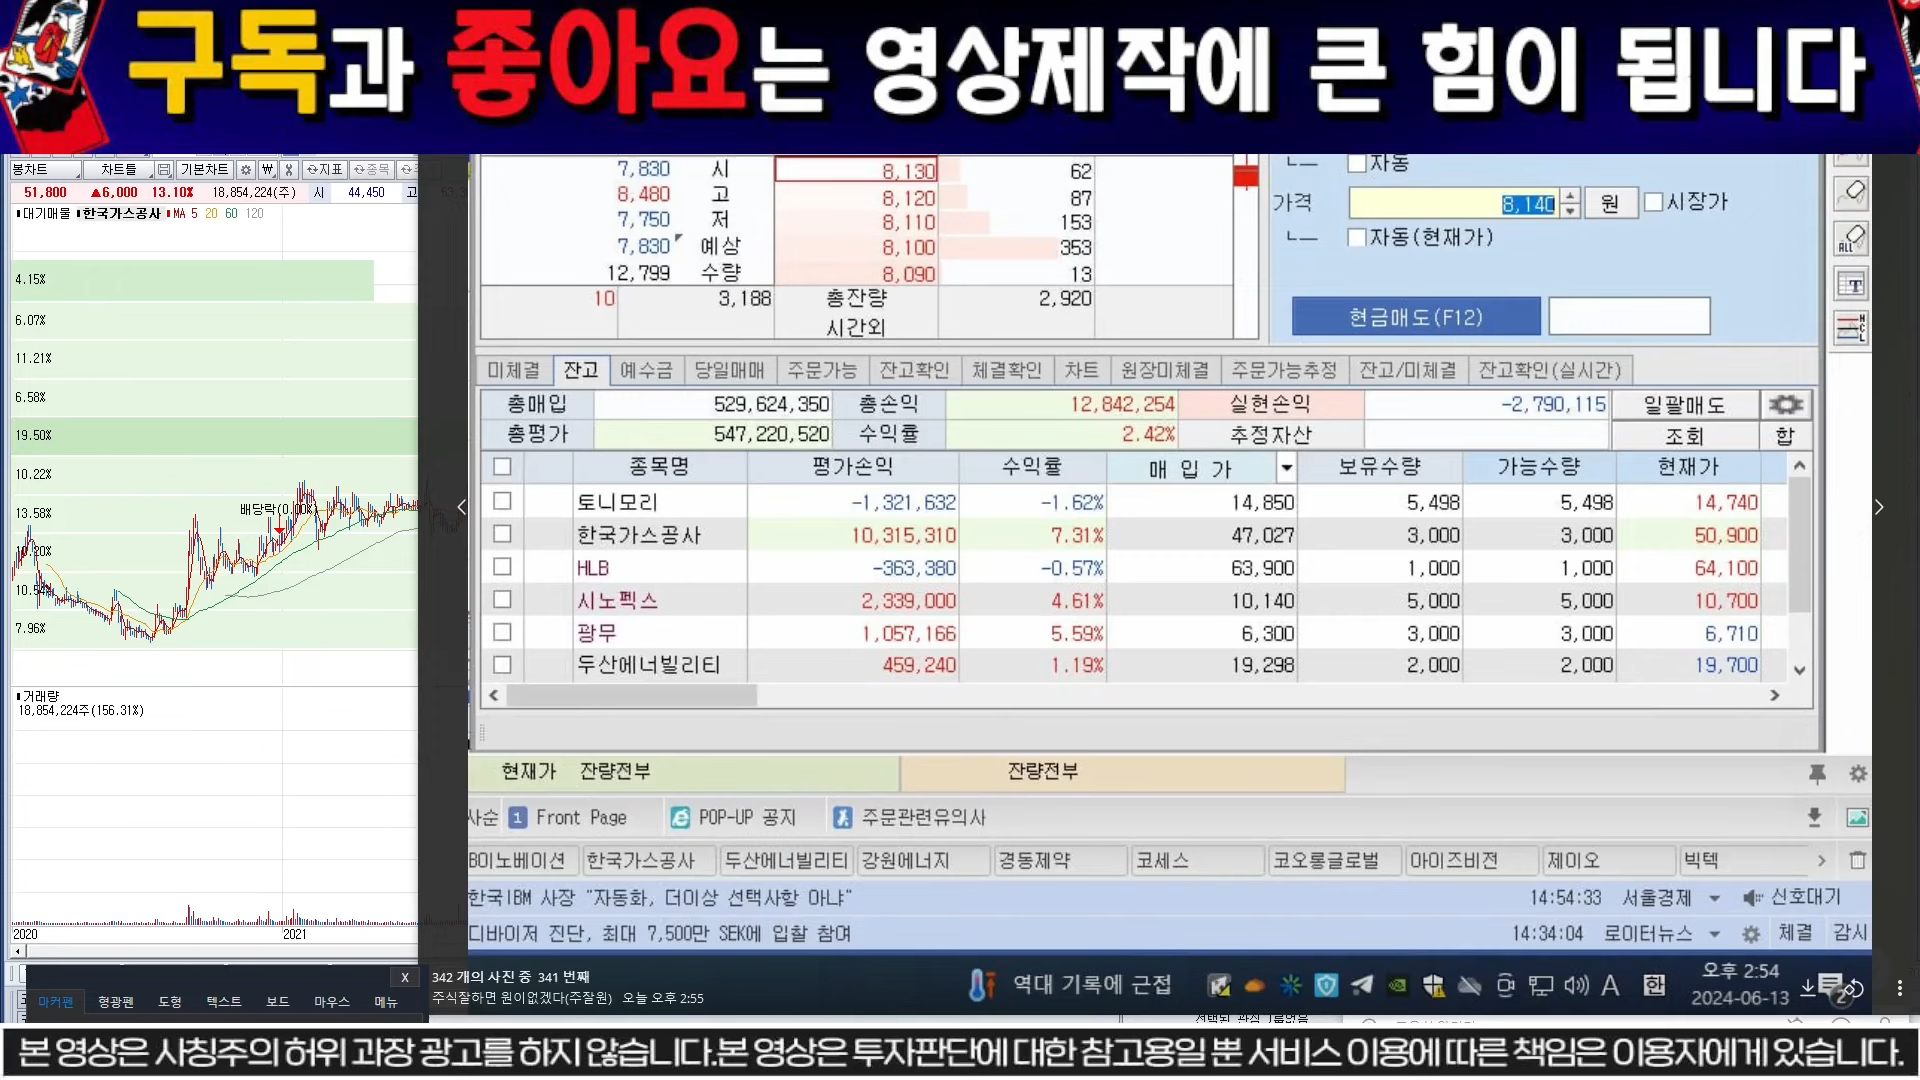 구독과 좋아요는 영상제작에 큰 힘이 됩니다
봉차트 차트틀 기본차트 ₩ 지표 종목
51,800 ▲6,000 13.10% 18,854,224(주) 시 44,450 고
대기매물 한국가스공사 MA 5 20 60 120
4.15%
6.07%
11.21%
6.58%
19.50%
10.22%
배당락(0.00%)
13.58%
10.20%
10.54%
7.96%
거래량
18,854,224주(156.31%)
2020 2021
7,830 시 8,130 62
8,480 고 8,120 87
7,750 저 8,110 153
7,830 예상 8,100 353
12,799 수량 8,090 13
10 3,188 총잔량 2,920
시간외
자동
가격 8,140 원 시장가
자동(현재가)
현금매도(F12)
ALL
T
미체결 잔고 예수금 당일매매 주문가능 잔고확인 체결확인 차트 원장미체결 주문가능추정 잔고/미체결 잔고확인(실시간)
총매입 529,624,350 총손익 12,842,254 실현손익 -2,790,115 일괄매도
총평가 547,220,520 수익률 2.42% 추정자산 조회 합
종목명 평가손익 수익률 매 입 가 보유수량 가능수량 현재가
토니모리 -1,321,632 -1.62% 14,850 5,498 5,498 14,740
한국가스공사 10,315,310 7.31% 47,027 3,000 3,000 50,900
HLB -363,380 -0.57% 63,900 1,000 1,000 64,100
시노펙스 2,339,000 4.61% 10,140 5,000 5,000 10,700
광무 1,057,166 5.59% 6,300 3,000 3,000 6,710
두산에너빌리티 459,240 1.19% 19,298 2,000 2,000 19,700
현재가 잔량전부 잔량전부
사순 1 Front Page POP-UP 공지 주문관련유의사
B이노베이션 한국가스공사 두산에너빌리티 강원에너지 경동제약 코세스 코오롱글로벌 아이즈비전 제이오 빅텍
한국IBM 사장 "자동화, 더이상 선택사항 아냐" 14:54:33 서울경제 신호대기
디바이저 진단, 최대 7,500만 SEK에 입찰 참여 14:34:04 로이터뉴스 체결 감시
X
마커펜 형광펜 도형 텍스트 보드 마우스 메뉴
342 개의 사진 중 341 번째
주식잘하면 원이없겠다(주잘원) 오늘 오후 2:55
역대 기록에 근접 A 한 오후 2:54
2024-06-13 2
본 영상은 사칭주의 허위 과장 광고를 하지 않습니다.본 영상은 투자판단에 대한 참고용일 뿐 서비스 이용에 따른 책임은 이용자에게 있습니다.